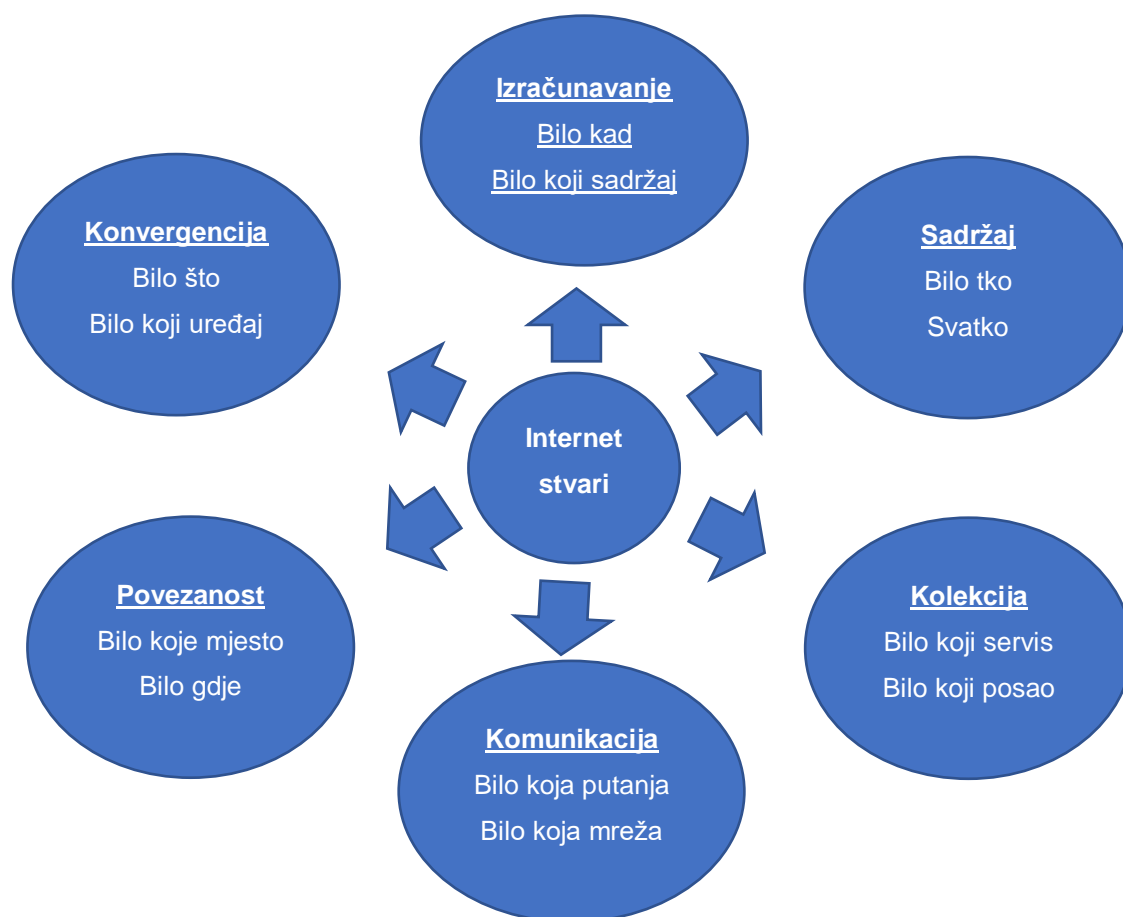 Izračunavanje
Bilo kad
Bilo koji sadržaj
Konvergencija
Bilo što
Bilo koji uređaj
Sadržaj
Bilo tko
Svatko
Internet
stvari
Povezanost
Bilo koje mjesto
Bilo gdje
Kolekcija
Bilo koji servis
Bilo koji posao
Komunikacija
Bilo koja putanja
Bilo koja mreža